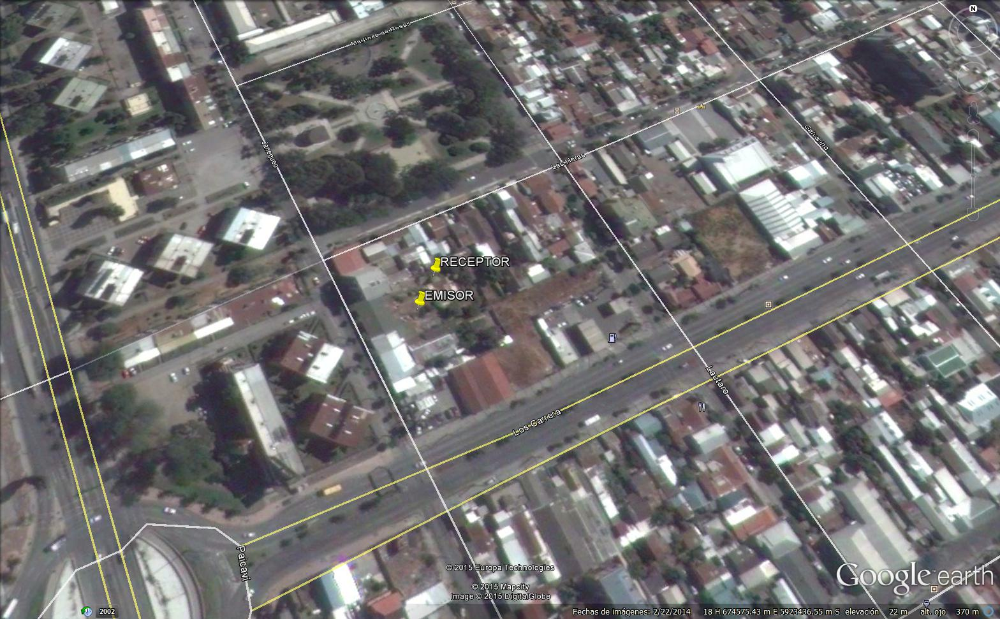 N
Martinez de Rosas
Janequeo
Galvarino
Las Heras
RECEPTOR
EMISOR
Lautaro
Los Carrera
Paicavi
© 2015 Europa Technologies
© 2015 Mapcity
Image © 2015 DigitalGlobe
Google earth
2002
Fechas de imágenes: 2/22/2014 18 H 674575.43 m E 5923436.55 m S elevación 22 m alt. ojo 370 m